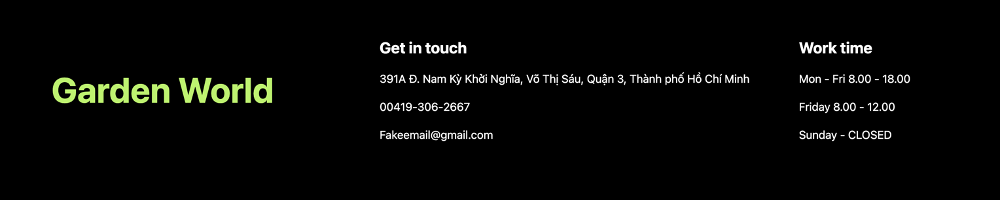 Garden World
Get in touch
391A Đ. Nam Kỳ Khởi Nghĩa, Võ Thị Sáu, Quận 3, Thành phố Hồ Chí Minh
00419-306-2667
Fakeemail@gmail.com
Work time
Mon - Fri 8.00 - 18.00
Friday 8.00 - 12.00
Sunday - CLOSED